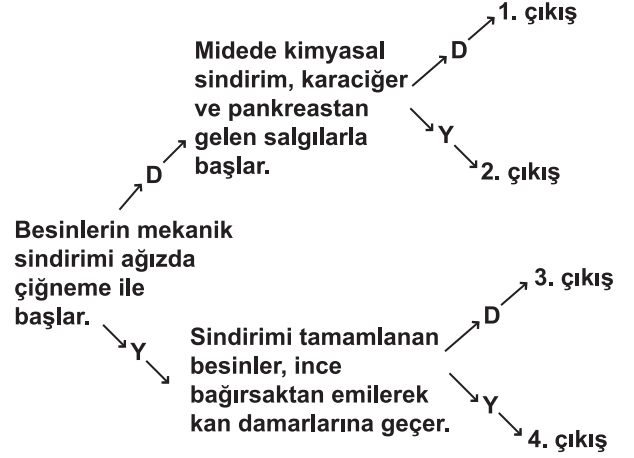 Besinlerin mekanik
sindirimi ağızda
çiğneme ile
başlar.
D
Midede kimyasal
sindirim, karaciğer
ve pankreastan
gelen salgılarla
başlar.
D
1. çıkış
Y
2. çıkış
Y
Sindirimi tamamlanan
besinler, ince
bağırsaktan emilerek
kan damarlarına geçer.
D
3. çıkış
Y
4. çıkış